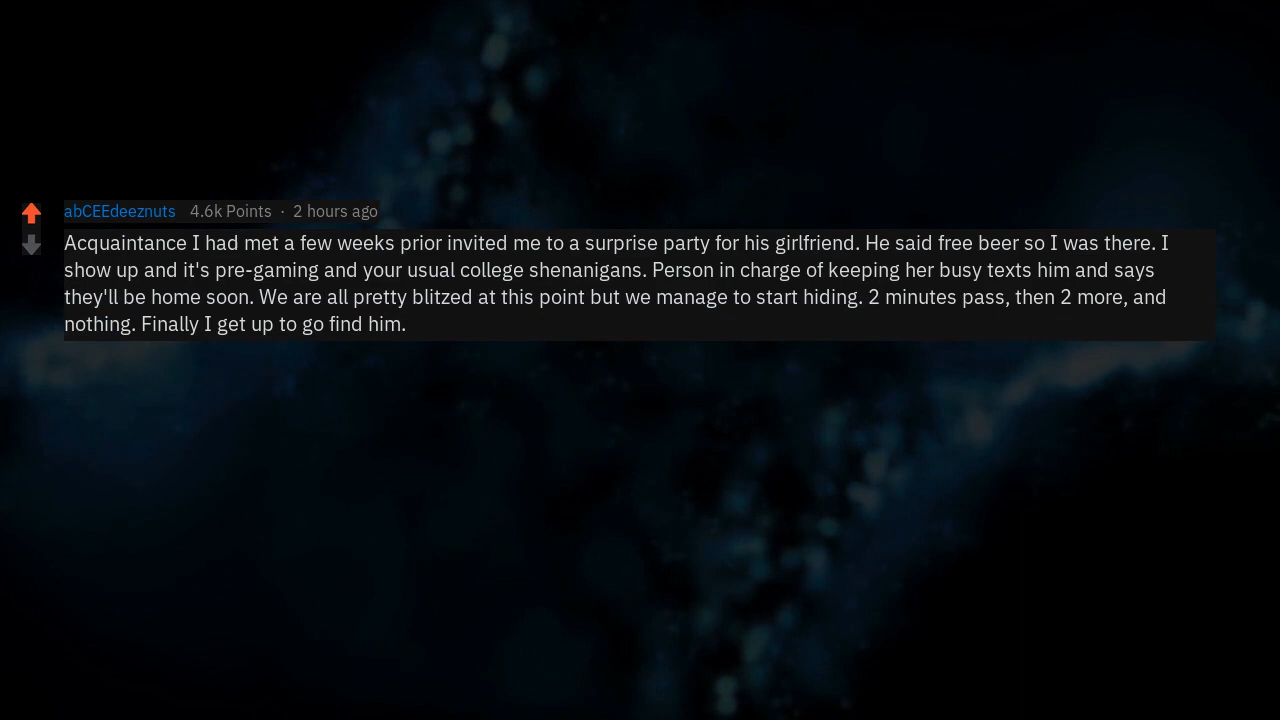 abCEEdeeznuts 4.6k Points · 2 hours ago
Acquaintance I had met a few weeks prior invited me to a surprise party for his girlfriend. He said free beer so I was there. I
show up and it's pre-gaming and your usual college shenanigans. Person in charge of keeping her busy texts him and says
they'll be home soon. We are all pretty blitzed at this point but we manage to start hiding. 2 minutes pass, then 2 more, and
nothing. Finally I get up to go find him.